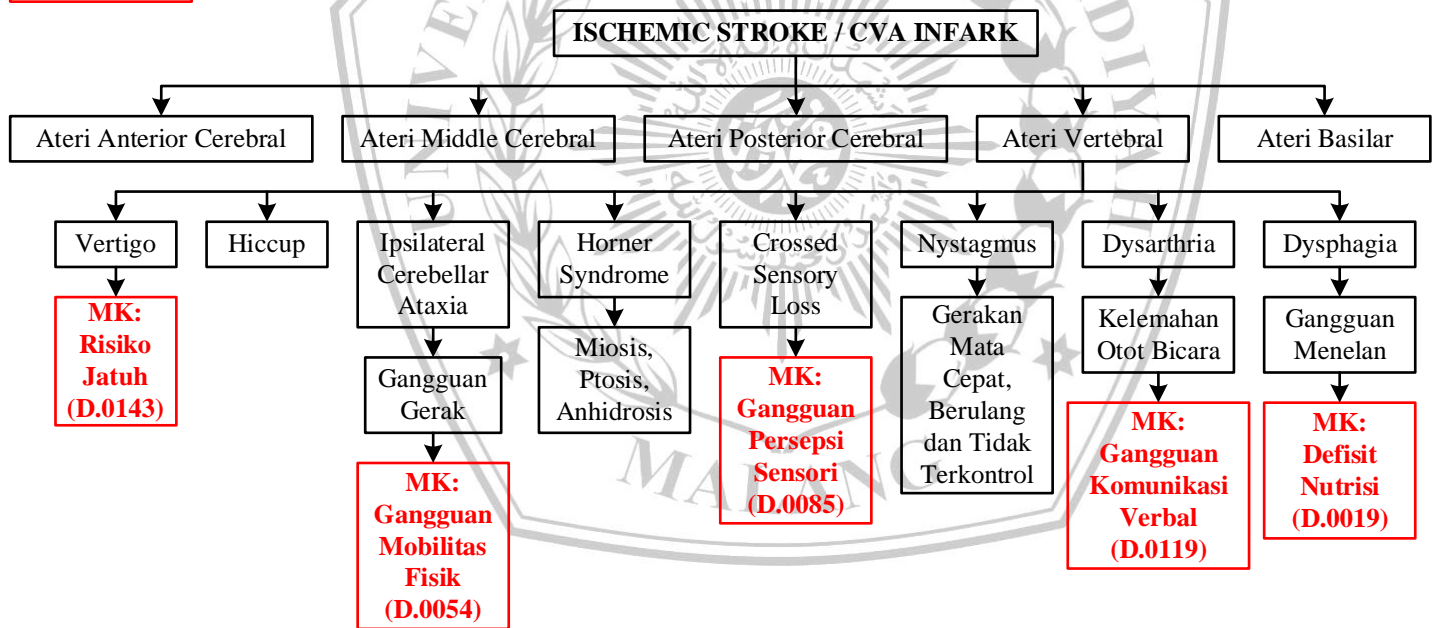 ISCHEMIC STROKE / CVA INFARK
Ateri Anterior Cerebral
Ateri Middle Cerebral
Ateri Posterior Cerebral
Ateri Vertebral
Ateri Basilar
Vertigo
Hiccup
Ipsilateral
Cerebellar
Ataxia
Horner
Syndrome
Crossed
Sensory
Loss
Nystagmus
Dysarthria
Dysphagia
MK:
Risiko
Jatuh
(D.0143)
Gangguan
Gerak
Miosis,
Ptosis,
Anhidrosis
MK:
Gangguan
Persepsi
Sensori
(D.0085)
Gerakan
Mata
Cepat,
Berulang
dan Tidak
Terkontrol
Kelemahan
Otot Bicara
Gangguan
Menelan
MK:
Gangguan
Mobilitas
Fisik
(D.0054)
MK:
Gangguan
Komunikasi
Verbal
(D.0119)
MK:
Defisit
Nutrisi
(D.0019)
MALANG